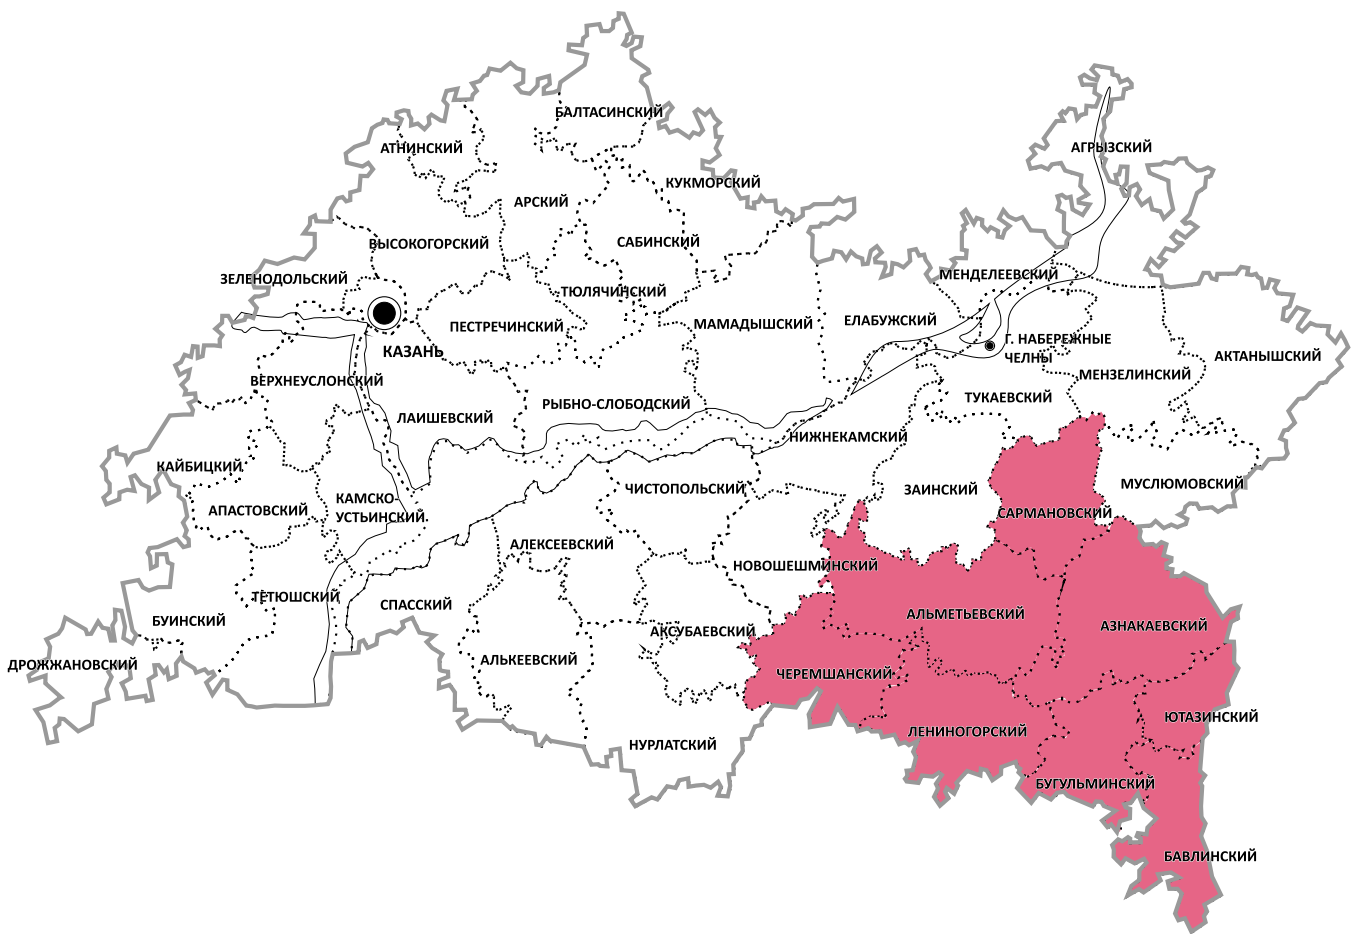 БАЛТАСИНСКИЙ
АТНИНСКИЙ
АГРЫЗСКИЙ
КУКМОРСКИЙ
АРСКИЙ
ВЫСОКОГОРСКИЙ
САБИНСКИЙ
ЗЕЛЕНОДОЛЬСКИЙ
МЕНДЕЛЕЕВСКИЙ
ТЮЛЯЧИНСКИЙ
ПЕСТРЕЧИНСКИЙ
МАМАДЫШСКИЙ
ЕЛАБУЖСКИЙ
КАЗАНЬ
Г. НАБЕРЕЖНЫЕ
ЧЕЛНЫ
АКТАНЫШСКИЙ
МЕНЗЕЛИНСКИЙ
ВЕРХНЕУСЛОНСКИЙ
ТУКАЕВСКИЙ
ЛАИШЕВСКИЙ
РЫБНО-СЛОБОДСКИЙ
НИЖНЕКАМСКИЙ
КАЙБИЦКИЙ
ЧИСТОПОЛЬСКИЙ
ЗАИНСКИЙ
МУСЛЮМОВСКИЙ
КАМСКО-
УСТЬИНСКИЙ
АПАСТОВСКИЙ
САРМАНОВСКИЙ
АЛЕКСЕЕВСКИЙ
НОВОШЕШМИНСКИЙ
ТЕТЮШСКИЙ
СПАССКИЙ
БУИНСКИЙ
АЛЬМЕТЬЕВСКИЙ
АЗНАКАЕВСКИЙ
АКСУБАЕВСКИЙ
ДРОЖЖАНОВСКИЙ
АЛЬКЕЕВСКИЙ
ЧЕРЕМШАНСКИЙ
ЮТАЗИНСКИЙ
ЛЕНИНОГОРСКИЙ
НУРЛАТСКИЙ
БУГУЛЬМИНСКИЙ
БАВЛИНСКИЙ